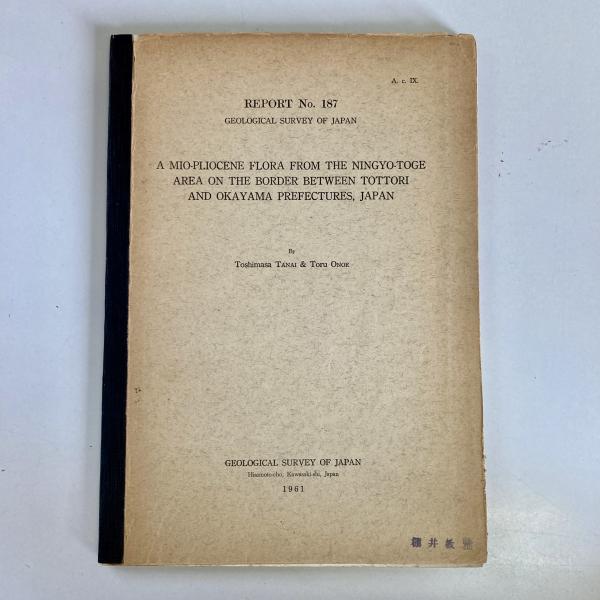 A. c. IX.
REPORT No. 187
GEOLOGICAL SURVEY OF JAPAN
A MIO-PLIOCENE FLORA FROM THE NINGYO-TOGE
AREA ON THE BORDER BETWEEN TOTTORI
AND OKAYAMA PREFECTURES, JAPAN
By
Toshimasa TANAI & Toru ONOE
GEOLOGICAL SURVEY OF JAPAN
Hisamoto-cho, Kawasaki-shi, Japan
1961
井